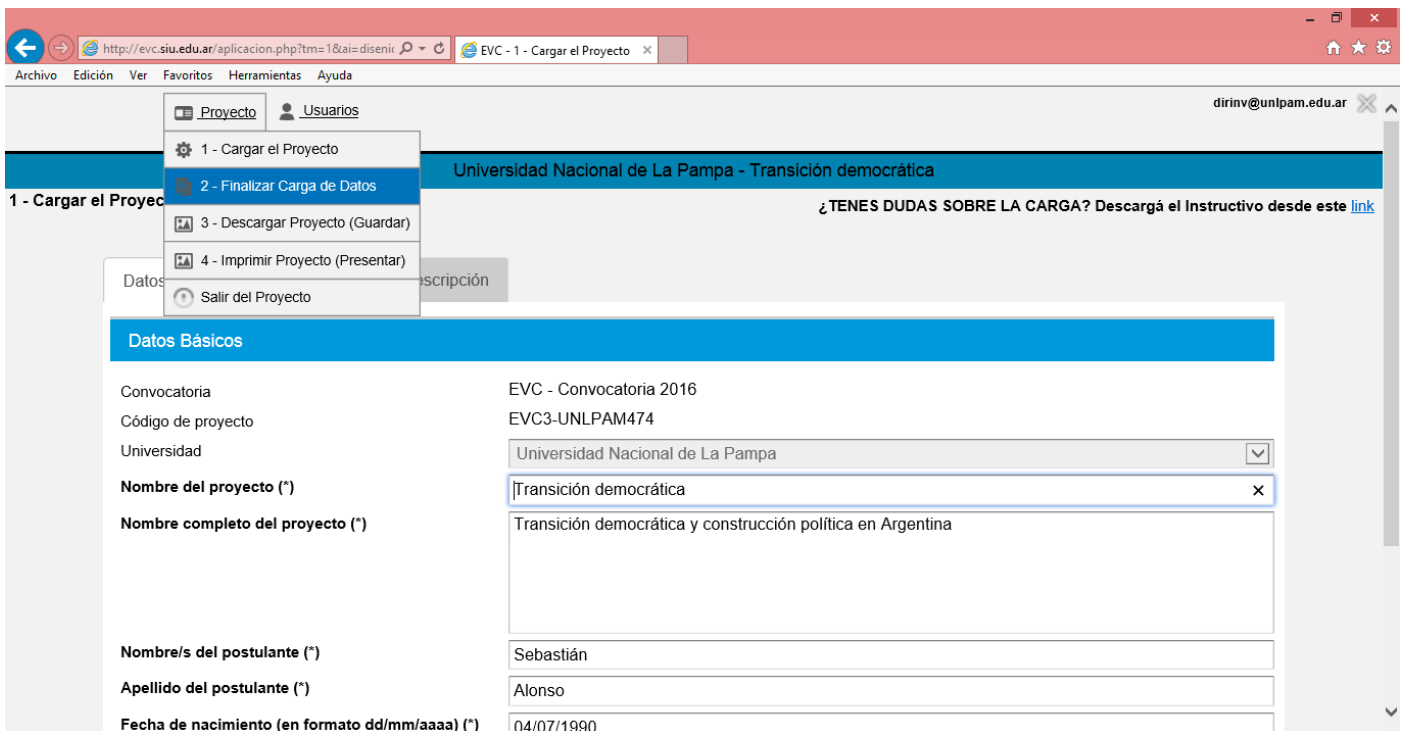 http://evc.siu.edu.ar/aplicacion.php?tm=1&ai=disenic
EVC - 1 - Cargar el Proyecto
Archivo Edición Ver Favoritos Herramientas Ayuda
Proyecto Usuarios
dirinv@unlpam.edu.ar
1 - Cargar el Proyecto
Universidad Nacional de La Pampa - Transición democrática
2 - Finalizar Carga de Datos
1 - Cargar el Proyec
¿TENES DUDAS SOBRE LA CARGA? Descargá el Instructivo desde este link
3 - Descargar Proyecto (Guardar)
4 - Imprimir Proyecto (Presentar)
Datos escripción
Salir del Proyecto
Datos Básicos
Convocatoria EVC - Convocatoria 2016
Código de proyecto EVC3-UNLPAM474
Universidad Universidad Nacional de La Pampa
Nombre del proyecto (*) Transición democrática
Nombre completo del proyecto (*) Transición democrática y construcción política en Argentina
Nombre/s del postulante (*) Sebastián
Apellido del postulante (*) Alonso
Fecha de nacimiento (en formato dd/mm/aaaa) (*) 04/07/1990